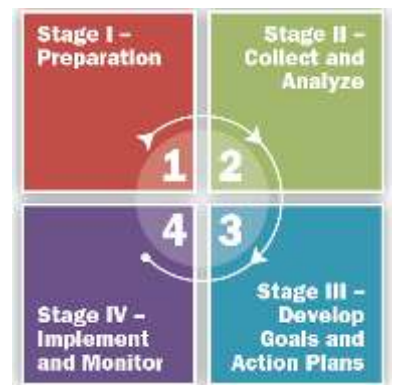 Stage I –
Preparation
Stage II –
Collect and
Analyze
1
2
4
3
Stage IV –
Implement
and Monitor
Stage III –
Develop
Goals and
Action Plans